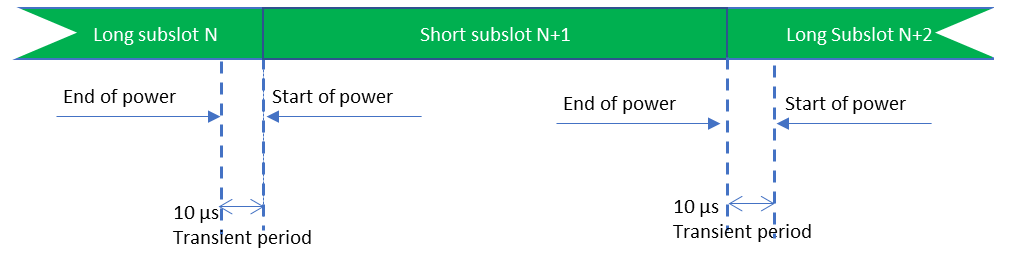 Long subslot N
Short subslot N+1
Long Subslot N+2
End of power
Start of power
End of power
Start of power
10 µs
Transient period
10 µs
Transient period